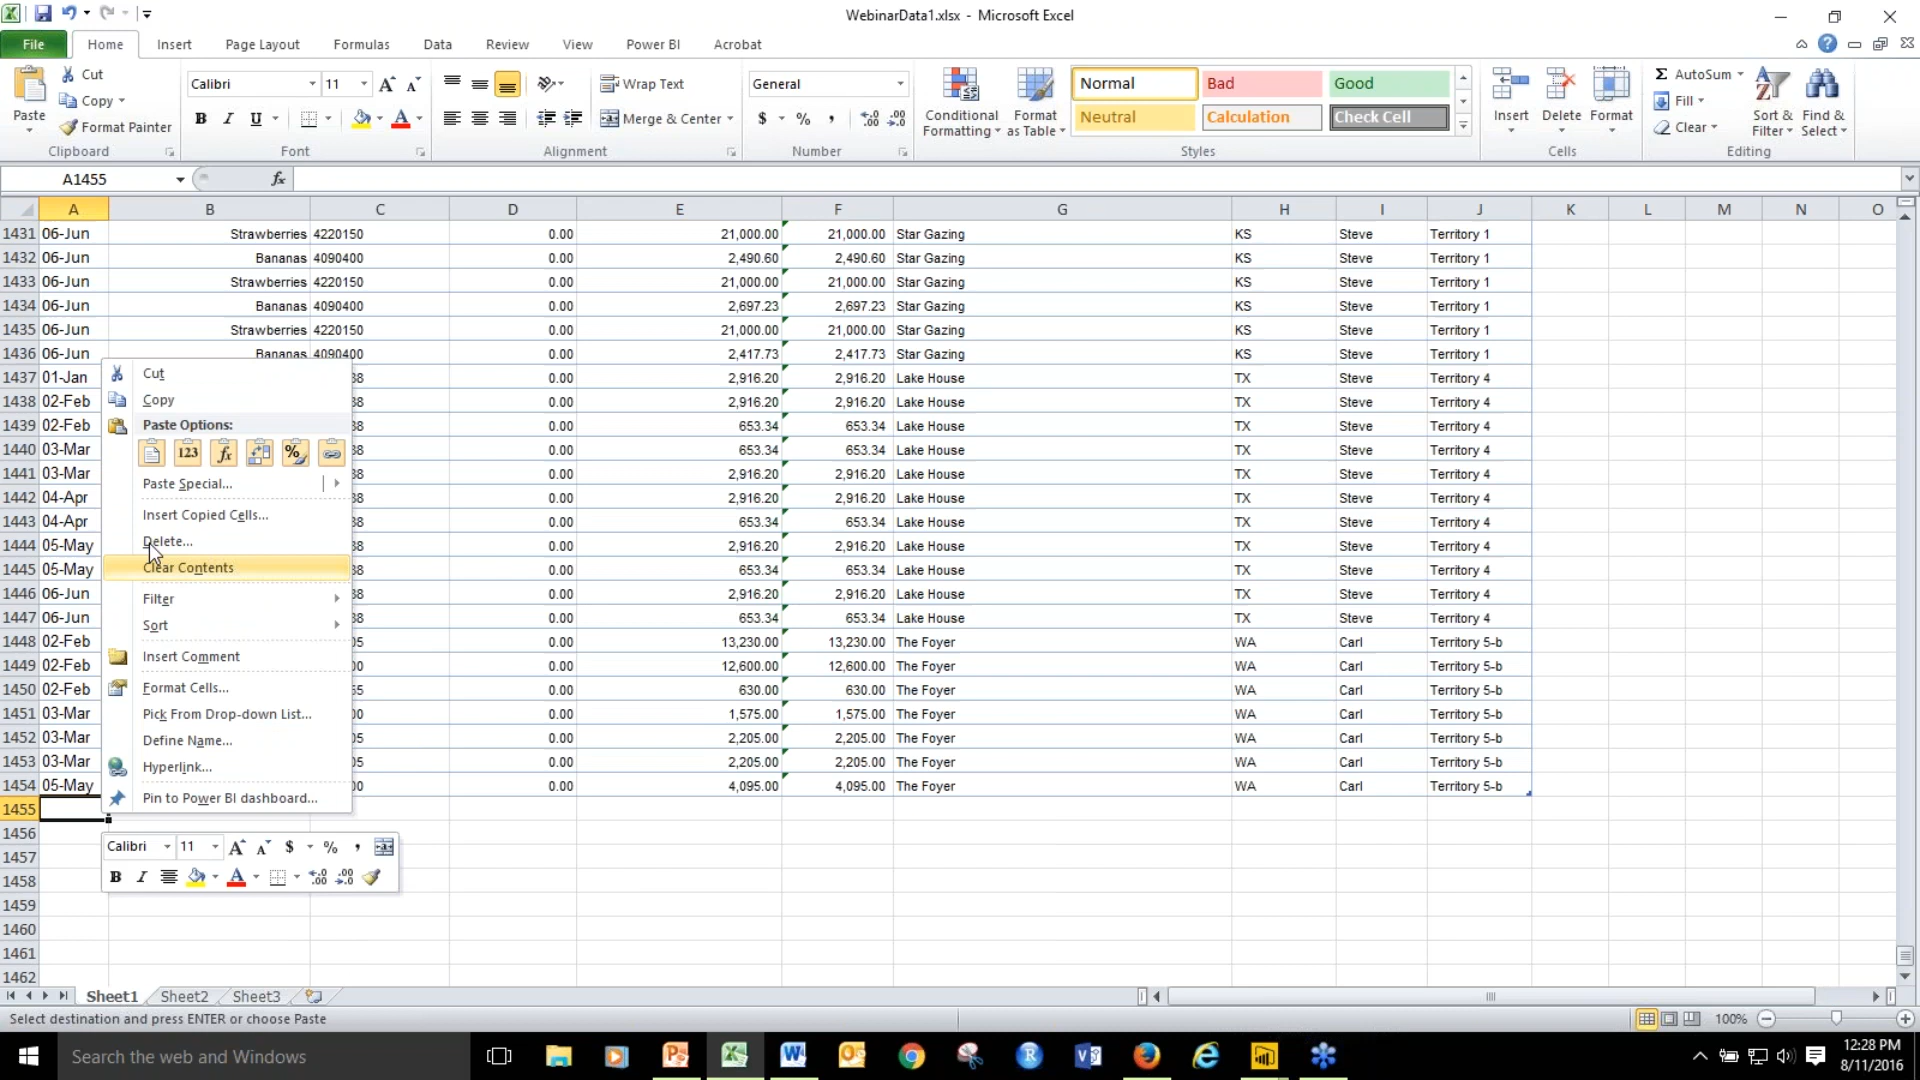 WebinarData1.xlsx - Microsoft Excel
File Home Insert Page Layout Formulas Data Review View Power BI Acrobat
Paste
Cut
Copy
Format Painter
Clipboard
Calibri 11
B I U
Font
Wrap Text
Merge & Center
Alignment
General
$ % ,
Number
Conditional Formatting
Format as Table
Normal Bad Good
Neutral Calculation Check Cell
Styles
Insert Delete Format
Cells
Σ AutoSum
Fill
Clear
Sort & Filter
Find & Select
Editing
A1455 fx
A B C D E F G H I J K L M N O
1431 06-Jun Strawberries 4220150 0.00 21,000.00 21,000.00 Star Gazing KS Steve Territory 1
1432 06-Jun Bananas 4090400 0.00 2,490.60 2,490.60 Star Gazing KS Steve Territory 1
1433 06-Jun Strawberries 4220150 0.00 21,000.00 21,000.00 Star Gazing KS Steve Territory 1
1434 06-Jun Bananas 4090400 0.00 2,697.23 2,697.23 Star Gazing KS Steve Territory 1
1435 06-Jun Strawberries 4220150 0.00 21,000.00 21,000.00 Star Gazing KS Steve Territory 1
1436 06-Jun Bananas 4090400 0.00 2,417.73 2,417.73 Star Gazing KS Steve Territory 1
1437 01-Jan 38 0.00 2,916.20 2,916.20 Lake House TX Steve Territory 4
1438 02-Feb 38 0.00 2,916.20 2,916.20 Lake House TX Steve Territory 4
1439 02-Feb 38 0.00 653.34 653.34 Lake House TX Steve Territory 4
1440 03-Mar 38 0.00 653.34 653.34 Lake House TX Steve Territory 4
1441 03-Mar 38 0.00 2,916.20 2,916.20 Lake House TX Steve Territory 4
1442 04-Apr 38 0.00 2,916.20 2,916.20 Lake House TX Steve Territory 4
1443 04-Apr 38 0.00 653.34 653.34 Lake House TX Steve Territory 4
1444 05-May 38 0.00 2,916.20 2,916.20 Lake House TX Steve Territory 4
1445 05-May 38 0.00 653.34 653.34 Lake House TX Steve Territory 4
1446 06-Jun 38 0.00 2,916.20 2,916.20 Lake House TX Steve Territory 4
1447 06-Jun 38 0.00 653.34 653.34 Lake House TX Steve Territory 4
1448 02-Feb 05 0.00 13,230.00 13,230.00 The Foyer WA Carl Territory 5-b
1449 02-Feb 00 0.00 12,600.00 12,600.00 The Foyer WA Carl Territory 5-b
1450 02-Feb 65 0.00 630.00 630.00 The Foyer WA Carl Territory 5-b
1451 03-Mar 00 0.00 1,575.00 1,575.00 The Foyer WA Carl Territory 5-b
1452 03-Mar 05 0.00 2,205.00 2,205.00 The Foyer WA Carl Territory 5-b
1453 03-Mar 05 0.00 2,205.00 2,205.00 The Foyer WA Carl Territory 5-b
1454 05-May 00 0.00 4,095.00 4,095.00 The Foyer WA Carl Territory 5-b
1455
1456
1457
1458
1459
1460
1461
1462
Cut
Copy
Paste Options:
123 fx %
Paste Special...
Insert Copied Cells...
Delete...
Clear Contents
Filter
Sort
Insert Comment
Format Cells...
Pick From Drop-down List...
Define Name...
Hyperlink...
Pin to Power BI dashboard...
Calibri 11 A A $ % ,
B I A
Sheet1 Sheet2 Sheet3
Select destination and press ENTER or choose Paste
100%
Search the web and Windows
12:28 PM
8/11/2016